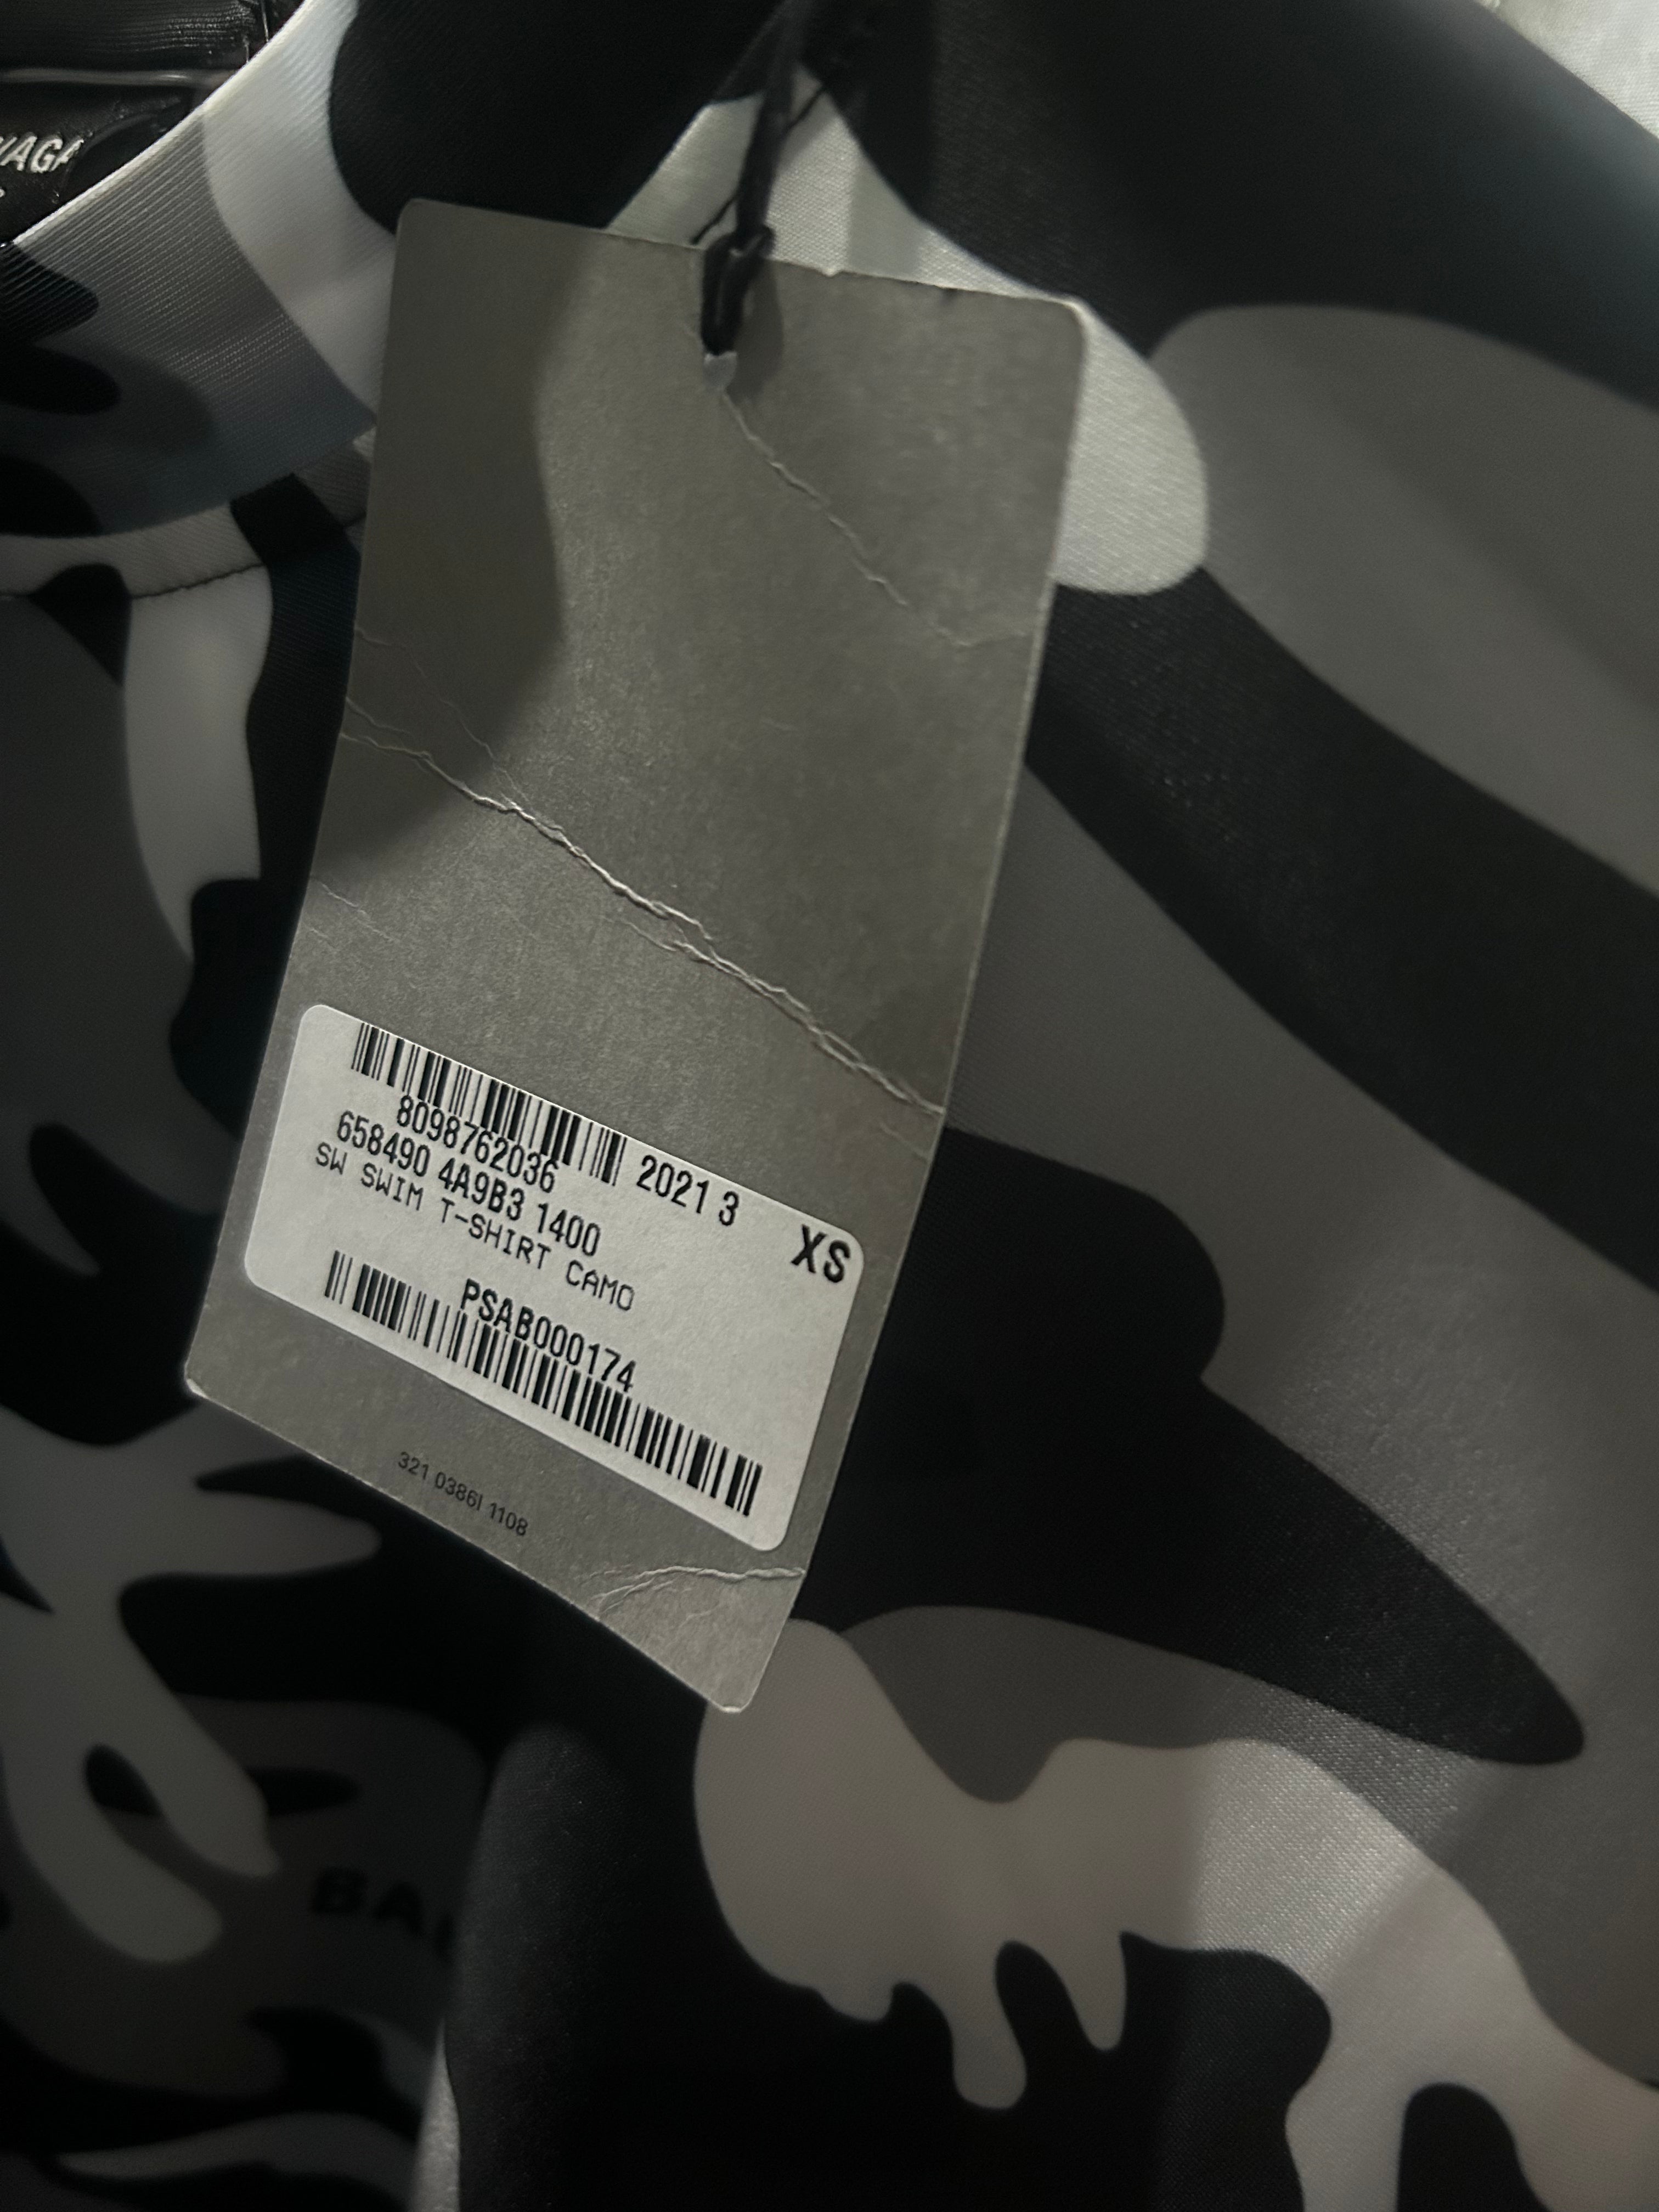 8098762036 2021 3
658490 4A9B3 1400 XS
SW SWIM T-SHIRT CAMO
PSAB000174
321 0386I 1108